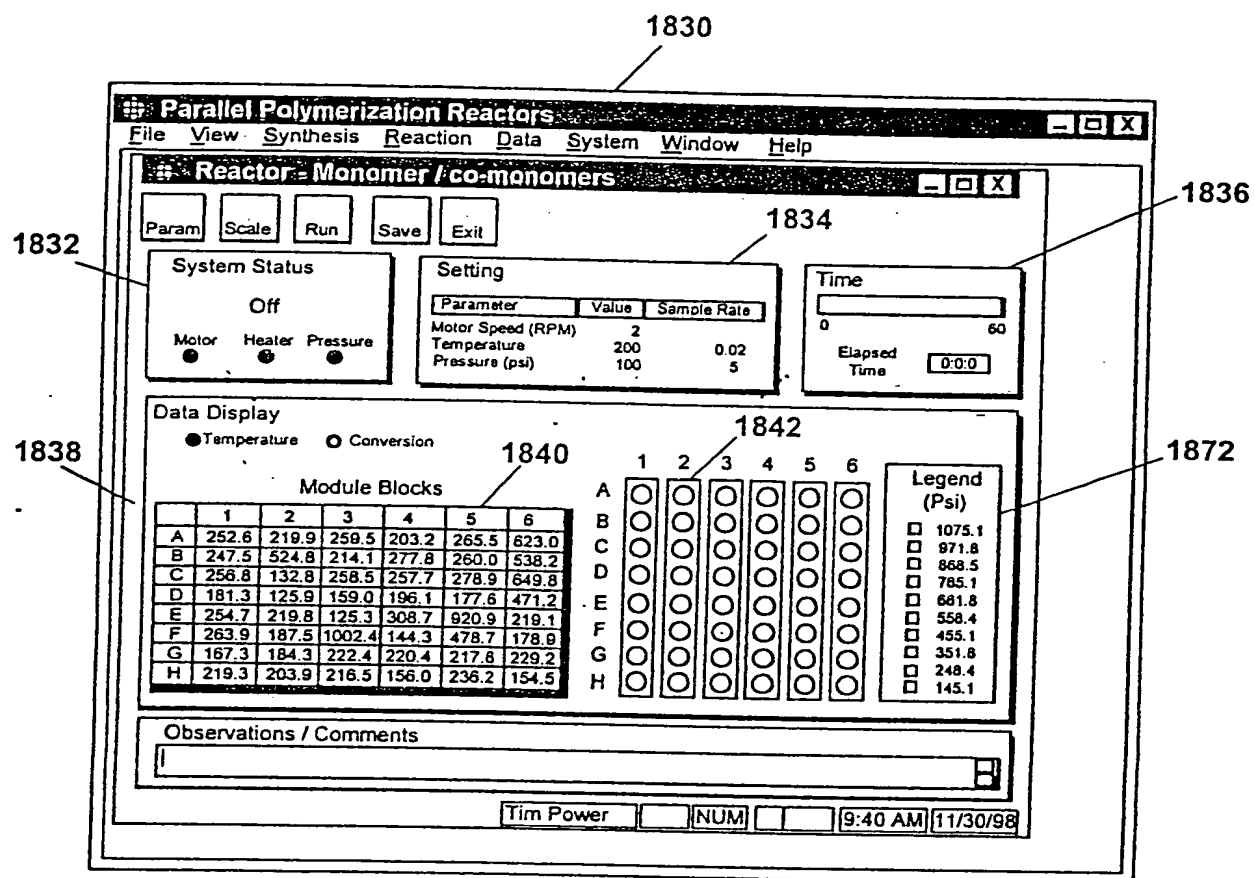 1830
Parallel Polymerization Reactors
File View Synthesis Reaction Data System Window Help
Reactor - Monomer / co-monomers
Param Scale Run Save Exit
1832
1834
1836
System Status
Off
Motor Heater Pressure
Setting
Parameter Value Sample Rate
Motor Speed (RPM) 2
Temperature 200 0.02
Pressure (psi) 100 5
Time
0 60
Elapsed
Time
0:0:0
Data Display
Temperature Conversion
1838
1840
1842
1872
Module Blocks
1 2 3 4 5 6
A 252.6 219.9 259.5 203.2 265.5 623.0
B 247.5 524.8 214.1 277.8 260.0 538.2
C 256.8 132.8 258.5 257.7 278.9 649.8
D 181.3 125.9 159.0 196.1 177.6 471.2
E 254.7 219.8 125.3 308.7 920.9 219.1
F 263.9 187.5 1002.4 144.3 478.7 178.9
G 167.3 184.3 222.4 220.4 217.6 229.2
H 219.3 203.9 216.5 156.0 236.2 154.5
1 2 3 4 5 6
A
B
C
D
E
F
G
H
Legend
(Psi)
1075.1
971.8
868.5
785.1
661.8
558.4
455.1
351.8
248.4
145.1
Observations / Comments
Tim Power NUM 9:40 AM 11/30/98